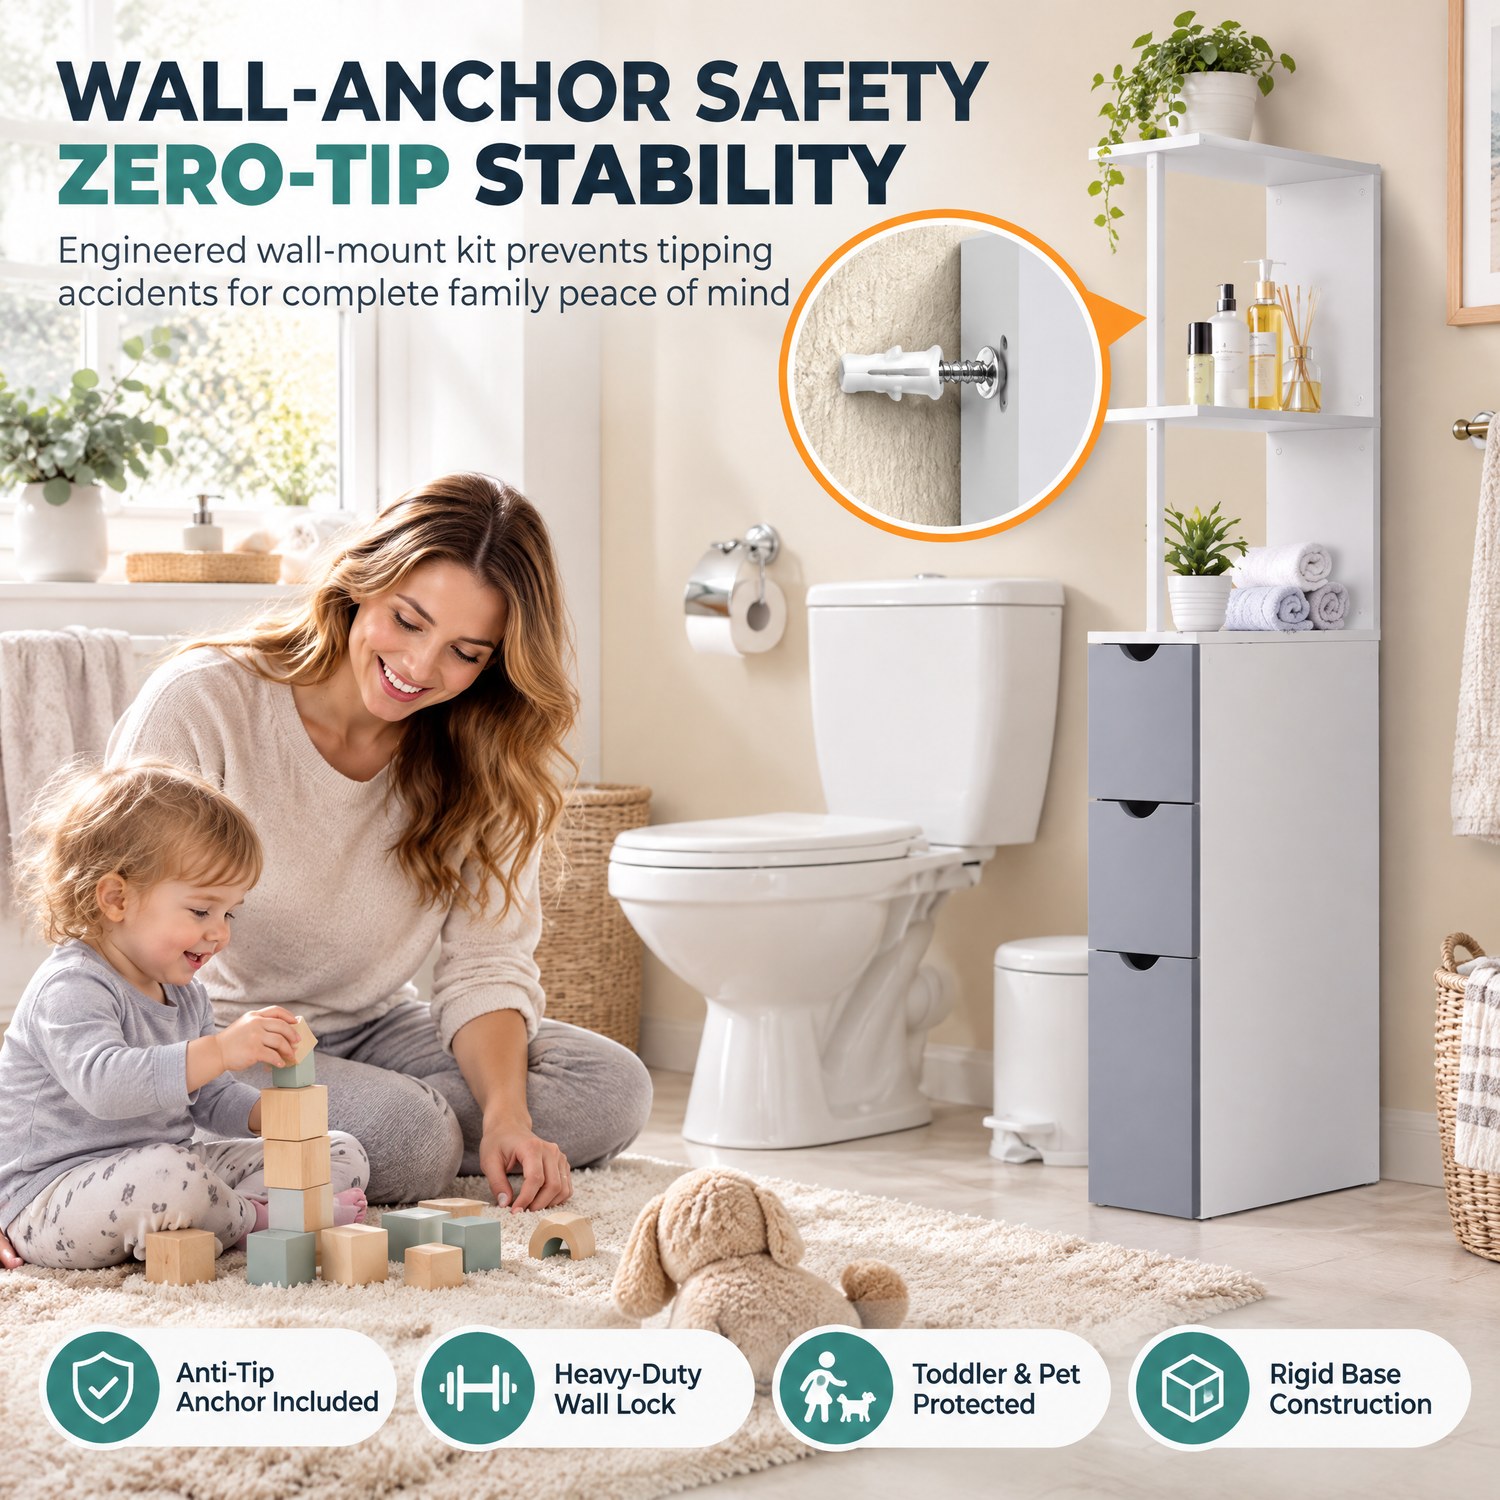 WALL-ANCHOR SAFETY
ZERO-TIP STABILITY
Engineered wall-mount kit prevents tipping
accidents for complete family peace of mind
Anti-Tip
Anchor Included
Heavy-Duty
Wall Lock
Toddler & Pet
Protected
Rigid Base
Construction